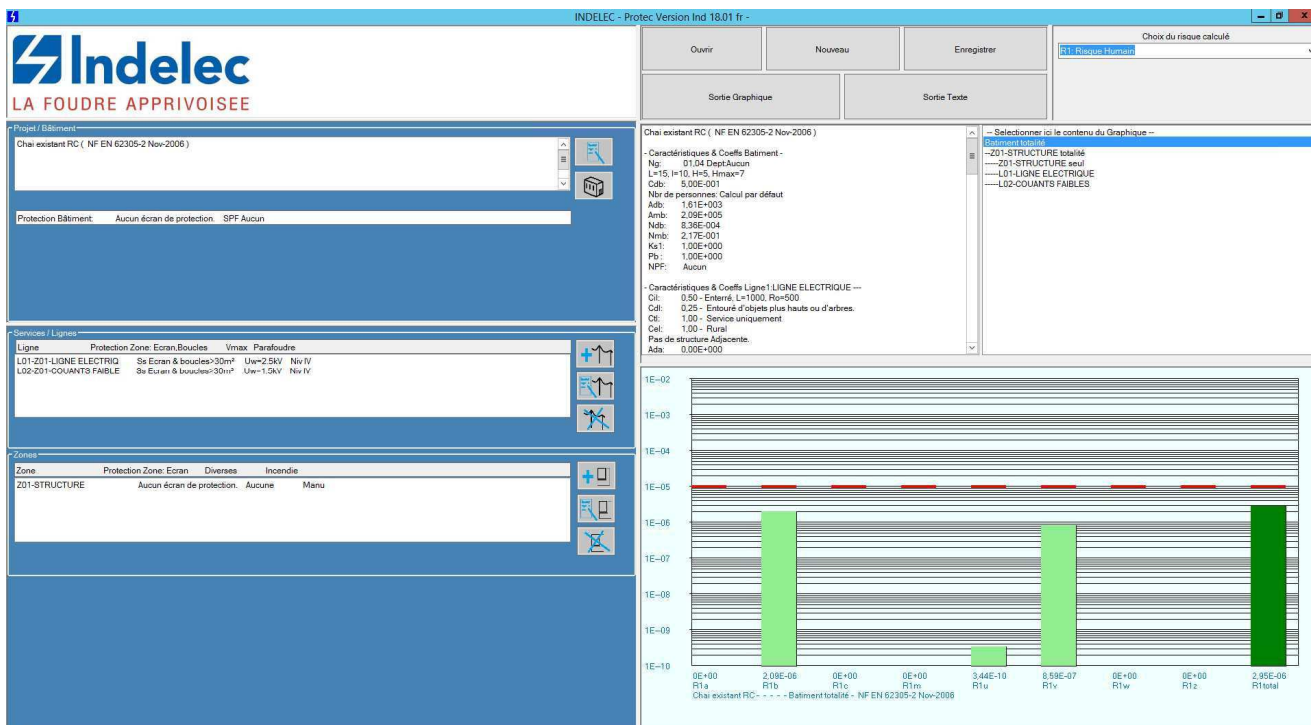 INDELEC - Protec Version Ind 18.01 fr -
Indelec
LA FOUDRE APPRIVOISEE
Ouvrir
Nouveau
Enregistrer
Sortie Graphique
Sortie Texte
Choix du risque calculé
R1: Risque Humain
Projet / Bâtiment
Chai existant RC ( NF EN 62305-2 Nov-2006 )
Protection Bâtiment: Aucun écran de protection. SPF Aucun
Services / Lignes
Ligne Protection Zone: Ecran,Boucles Vmax Parafoudre
L01-Z01-LIGNE ELECTRIQ Ss Ecran & boucles>30m² Uw=2.5kV Niv IV
L02-Z01-COUANTS FAIBLE Ss Ecran & boucles>30m² Uw=1.5kV Niv IV
Zones
Zone Protection Zone: Ecran Diverses Incendie
Z01-STRUCTURE Aucun écran de protection. Aucune Manu
Chai existant RC ( NF EN 62305-2 Nov-2006 )
- Caractéristiques & Coeffs Batiment -
Ng: 01,04 Dept:Aucun
L=15, l=10, H=5, Hmax=7
Cdb: 5,00E-001
Nbr de personnes: Calcul par défaut
Adb: 1,61E+003
Amb: 2,09E+005
Ndb: 8,36E-004
Nmb: 2,17E-001
Ks1: 1,00E+000
Pb : 1,00E+000
NPF: Aucun
- Caractéristiques & Coeffs Ligne1:LIGNE ELECTRIQUE ---
Cil: 0,50 - Enterré, L=1000, Ro=500
Cdl: 0,25 - Entouré d'objets plus hauts ou d'arbres.
Ctl: 1,00 - Service uniquement
Cel: 1,00 - Rural
Pas de structure Adjacente.
Ada: 0,00E+000
-- Selectionner ici le contenu du Graphique --
Batiment totalité
--Z01-STRUCTURE totalité
-----Z01-STRUCTURE seul
-----L01-LIGNE ELECTRIQUE
-----L02-COUANTS FAIBLES
1E-02
1E-03
1E-04
1E-05
1E-06
1E-07
1E-08
1E-09
1E-10
0E+00 2,09E-06 0E+00 0E+00 3,44E-10 8,59E-07 0E+00 0E+00 2,95E-06
R1a R1b R1c R1m R1u R1v R1w R1z R1total
Chai existant RC - - - - - Batiment totalité - NF EN 62305-2 Nov-2006